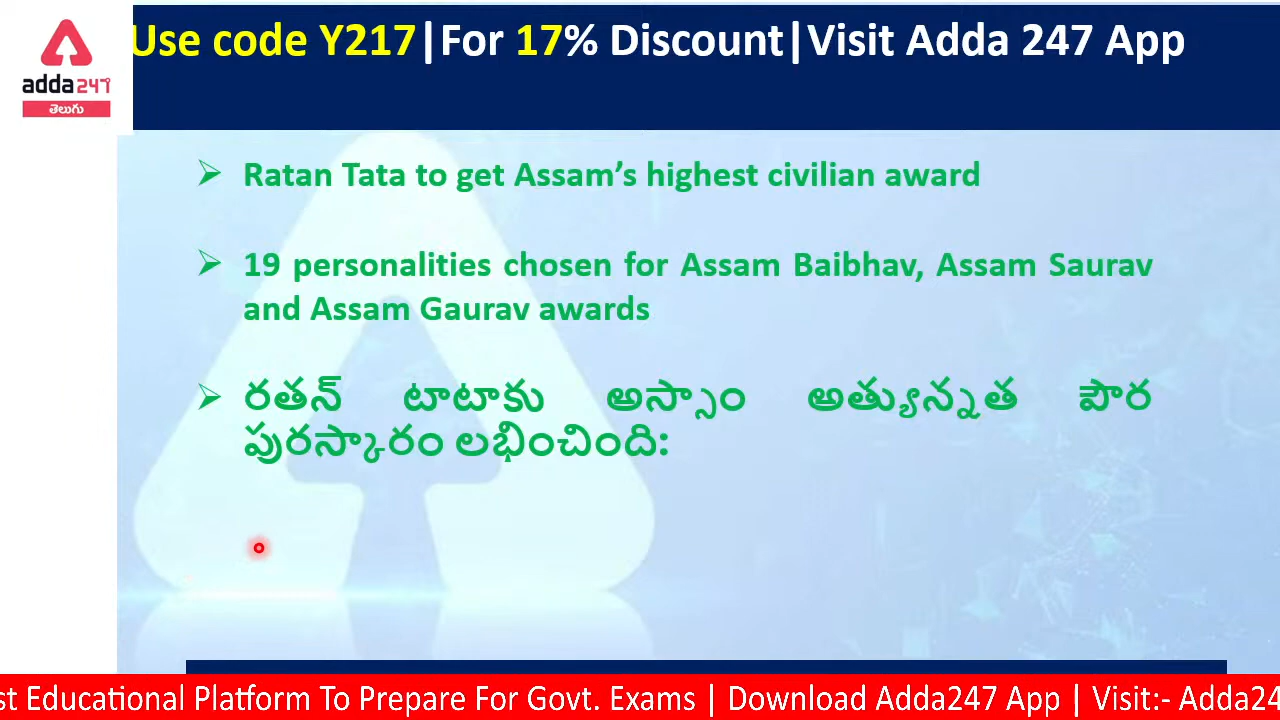 Use code Y217|For 17% Discount|Visit Adda 247 App
adda247
తెలుగు
Ratan Tata to get Assam’s highest civilian award
19 personalities chosen for Assam Baibhav, Assam Saurav
and Assam Gaurav awards
రతన్ టాటాకు అస్సాం అత్యున్నత పౌర
పురస్కారం లభించింది:
st Educational Platform To Prepare For Govt. Exams | Download Adda247 App | Visit:- Adda24